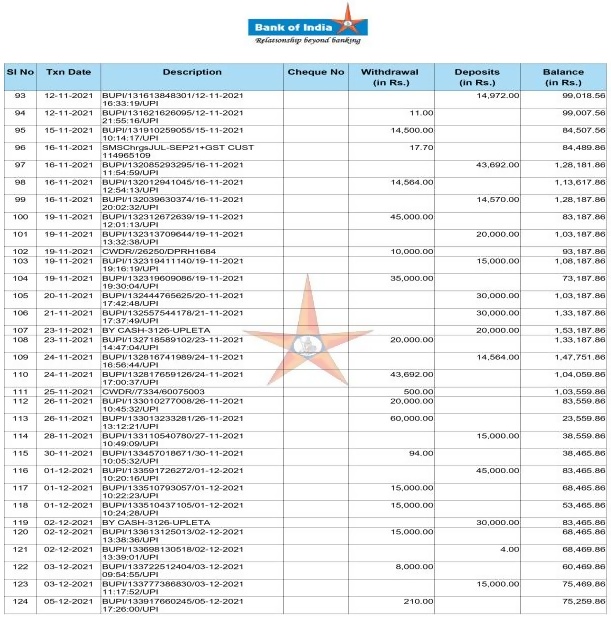 Bank of India
Relationship beyond banking
Sl No Txn Date Description Cheque No Withdrawal (in Rs.) Deposits (in Rs.) Balance (in Rs.)
93 12-11-2021 BUPI/131613848301/12-11-2021 14,972.00 99,018.56
16:33:19/UPI
94 12-11-2021 BUPI/131621626095/12-11-2021 11.00 99,007.56
21:55:16/UPI
95 15-11-2021 BUPI/131910259055/15-11-2021 14,500.00 84,507.56
10:14:17/UPI
96 16-11-2021 SMSChrgsJUL-SEP21+GST CUST 17.70 84,489.86
114965109
97 16-11-2021 BUPI/132085293295/16-11-2021 43,692.00 1,28,181.86
11:54:59/UPI
98 16-11-2021 BUPI/132012941045/16-11-2021 14,564.00 1,13,617.86
12:54:13/UPI
99 16-11-2021 BUPI/132039630374/16-11-2021 14,570.00 1,28,187.86
20:02:32/UPI
100 19-11-2021 BUPI/132312672639/19-11-2021 45,000.00 83,187.86
12:01:13/UPI
101 19-11-2021 BUPI/132313709644/19-11-2021 20,000.00 1,03,187.86
13:32:38/UPI
102 19-11-2021 CWDR//26250/DPRH1684 10,000.00 93,187.86
103 19-11-2021 BUPI/132319411140/19-11-2021 15,000.00 1,08,187.86
19:16:19/UPI
104 19-11-2021 BUPI/132319609086/19-11-2021 35,000.00 73,187.86
19:30:04/UPI
105 20-11-2021 BUPI/132444765625/20-11-2021 30,000.00 1,03,187.86
17:42:48/UPI
106 21-11-2021 BUPI/132557544178/21-11-2021 30,000.00 1,33,187.86
17:37:49/UPI
107 23-11-2021 BY CASH-3126-UPLETA 20,000.00 1,53,187.86
108 23-11-2021 BUPI/132718589102/23-11-2021 20,000.00 1,33,187.86
14:47:04/UPI
109 24-11-2021 BUPI/132816741989/24-11-2021 14,564.00 1,47,751.86
16:56:44/UPI
110 24-11-2021 BUPI/132817659126/24-11-2021 43,692.00 1,04,059.86
17:00:37/UPI
111 25-11-2021 CWDR//7334/60075003 500.00 1,03,559.86
112 26-11-2021 BUPI/133010277008/26-11-2021 20,000.00 83,559.86
10:45:32/UPI
113 26-11-2021 BUPI/133013233281/26-11-2021 60,000.00 23,559.86
13:12:21/UPI
114 28-11-2021 BUPI/133110540780/27-11-2021 15,000.00 38,559.86
10:49:09/UPI
115 30-11-2021 BUPI/133457018671/30-11-2021 94.00 38,465.86
10:05:32/UPI
116 01-12-2021 BUPI/133591726272/01-12-2021 45,000.00 83,465.86
10:20:16/UPI
117 01-12-2021 BUPI/133510793057/01-12-2021 15,000.00 68,465.86
10:22:23/UPI
118 01-12-2021 BUPI/133510437105/01-12-2021 15,000.00 53,465.86
10:24:28/UPI
119 02-12-2021 BY CASH-3126-UPLETA 30,000.00 83,465.86
120 02-12-2021 BUPI/133613125013/02-12-2021 15,000.00 68,465.86
13:38:36/UPI
121 02-12-2021 BUPI/133698130518/02-12-2021 4.00 68,469.86
13:39:01/UPI
122 03-12-2021 BUPI/133722512404/03-12-2021 8,000.00 60,469.86
09:54:55/UPI
123 03-12-2021 BUPI/133777386830/03-12-2021 15,000.00 75,469.86
11:17:52/UPI
124 05-12-2021 BUPI/133917660245/05-12-2021 210.00 75,259.86
17:26:00/UPI